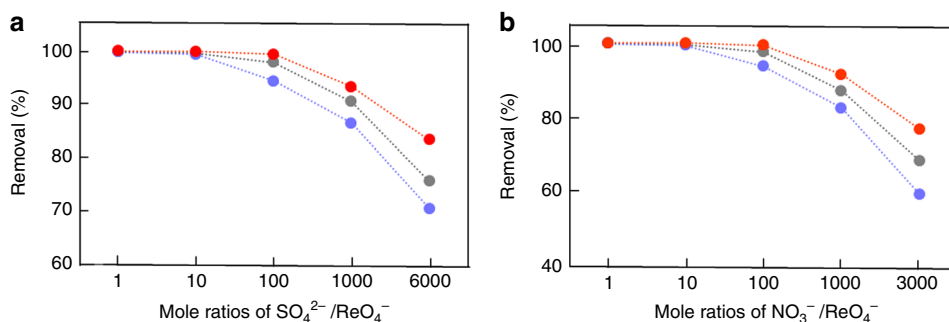 a
100
90
80
70
60
Removal (%)
1 10 100 1000 6000
Mole ratios of SO₄²⁻/ReO₄⁻
b
100
80
60
40
Removal (%)
1 10 100 1000 3000
Mole ratios of NO₃⁻/ReO₄⁻